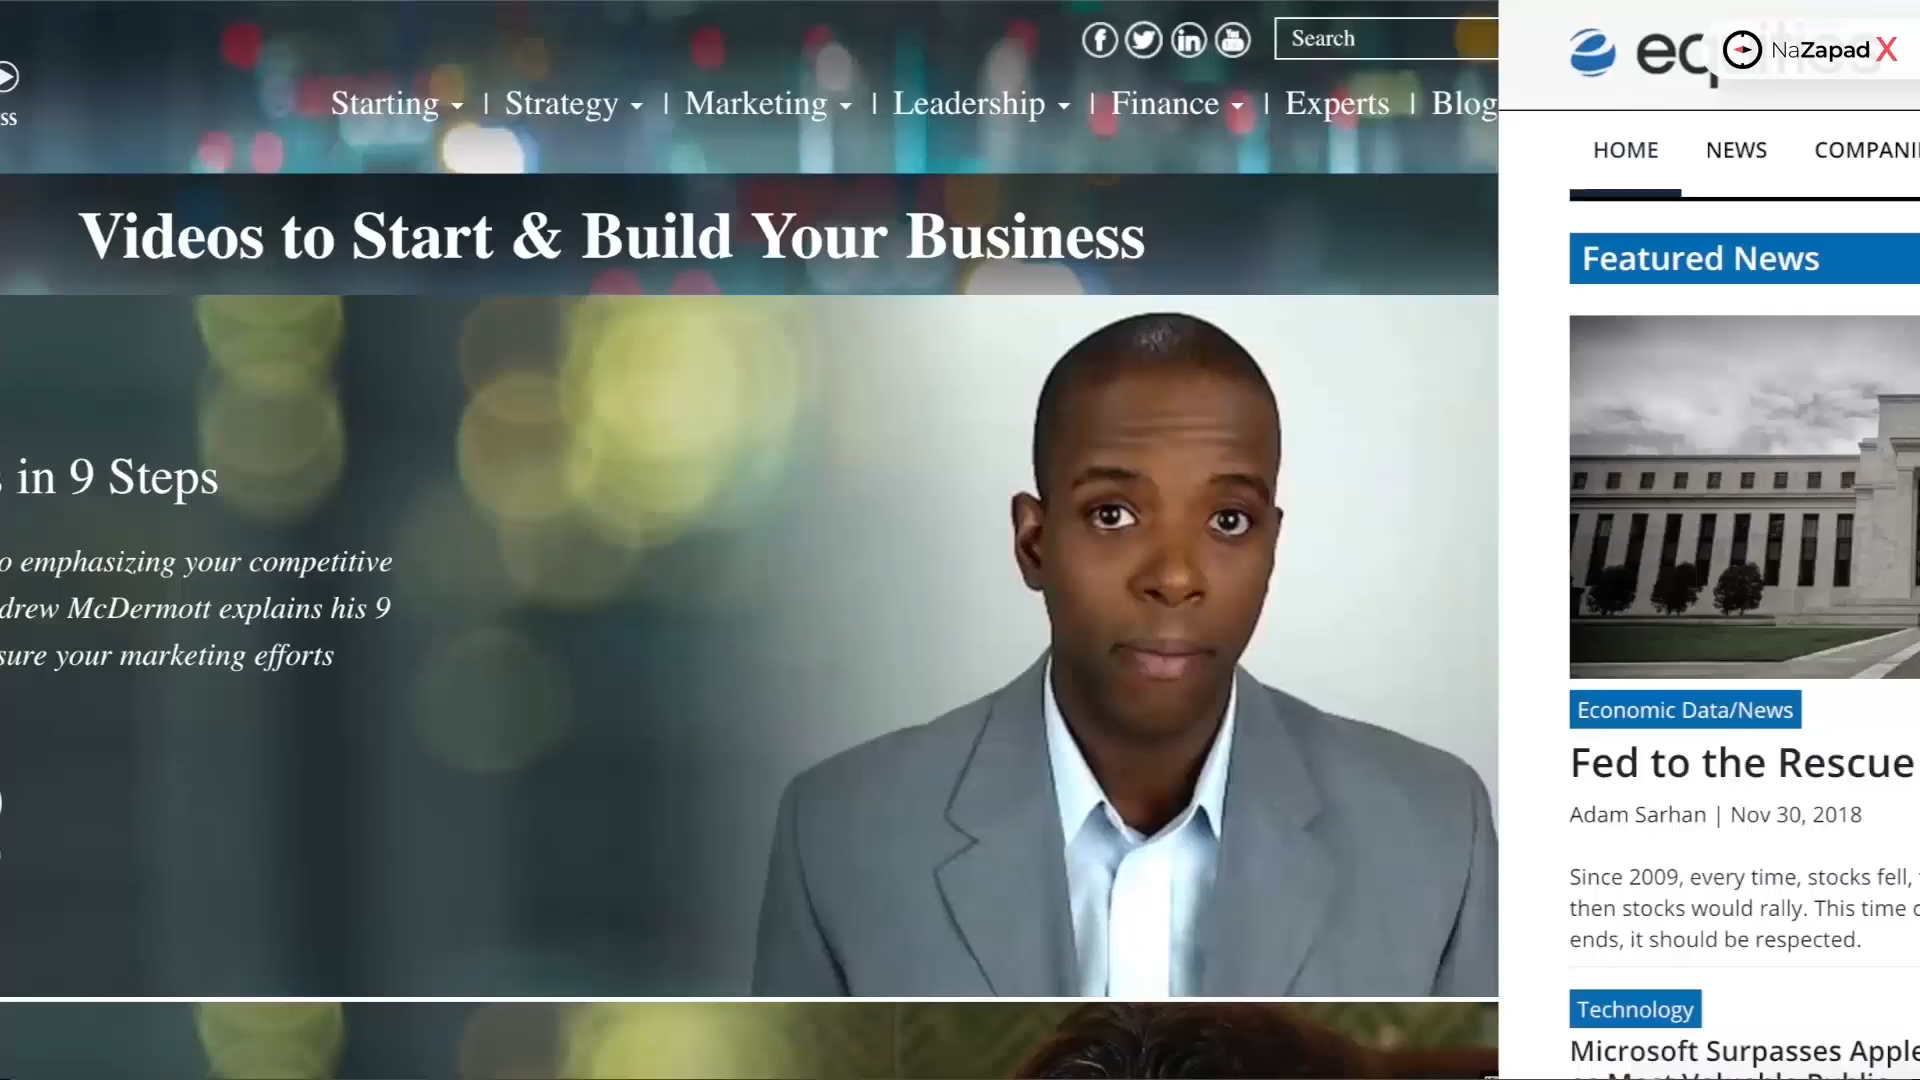 Search
ss
Starting | Strategy | Marketing | Leadership | Finance | Experts | Blog
Videos to Start & Build Your Business
in 9 Steps
emphasizing your competitive
drew McDermott explains his 9
sure your marketing efforts
NaZapad X
HOME NEWS COMPANI
Featured News
Economic Data/News
Fed to the Rescue
Adam Sarhan | Nov 30, 2018
Since 2009, every time, stocks fell,
then stocks would rally. This time
ends, it should be respected.
Technology
Microsoft Surpasses Apple